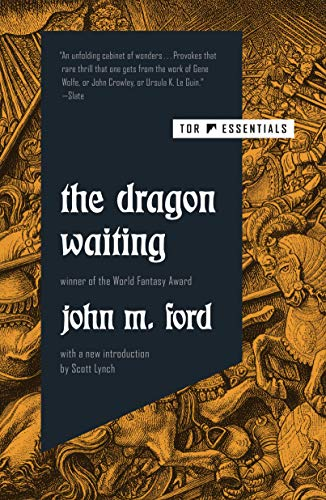 "An unfolding cabinet of wonders . . . Provokes that
rare thrill that one gets from the work of Gene
Wolfe, or John Crowley, or Ursula K. Le Guin."
—Slate
TOR ESSENTIALS
the dragon
waiting
winner of the World Fantasy Award
john m. ford
with a new introduction
by Scott Lynch